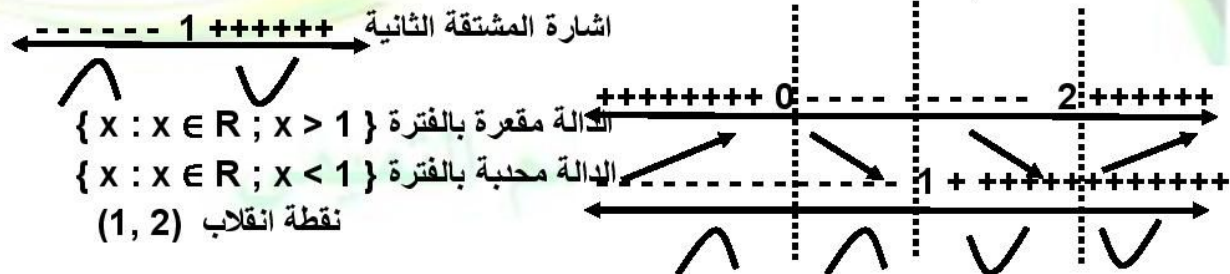 اشارة المشتقة الثانية
- - - - - - 1 ++++++
الدالة مقعرة بالفترة { x : x ∈ R ; x > 1 }
الدالة محدبة بالفترة { x : x ∈ R ; x < 1 }
نقطة انقلاب (1, 2)
++++++++ 0 - - - - - - - - - - - 2 ++++++
- - - - - - - - - - - - - - - 1 + +++++++++++++